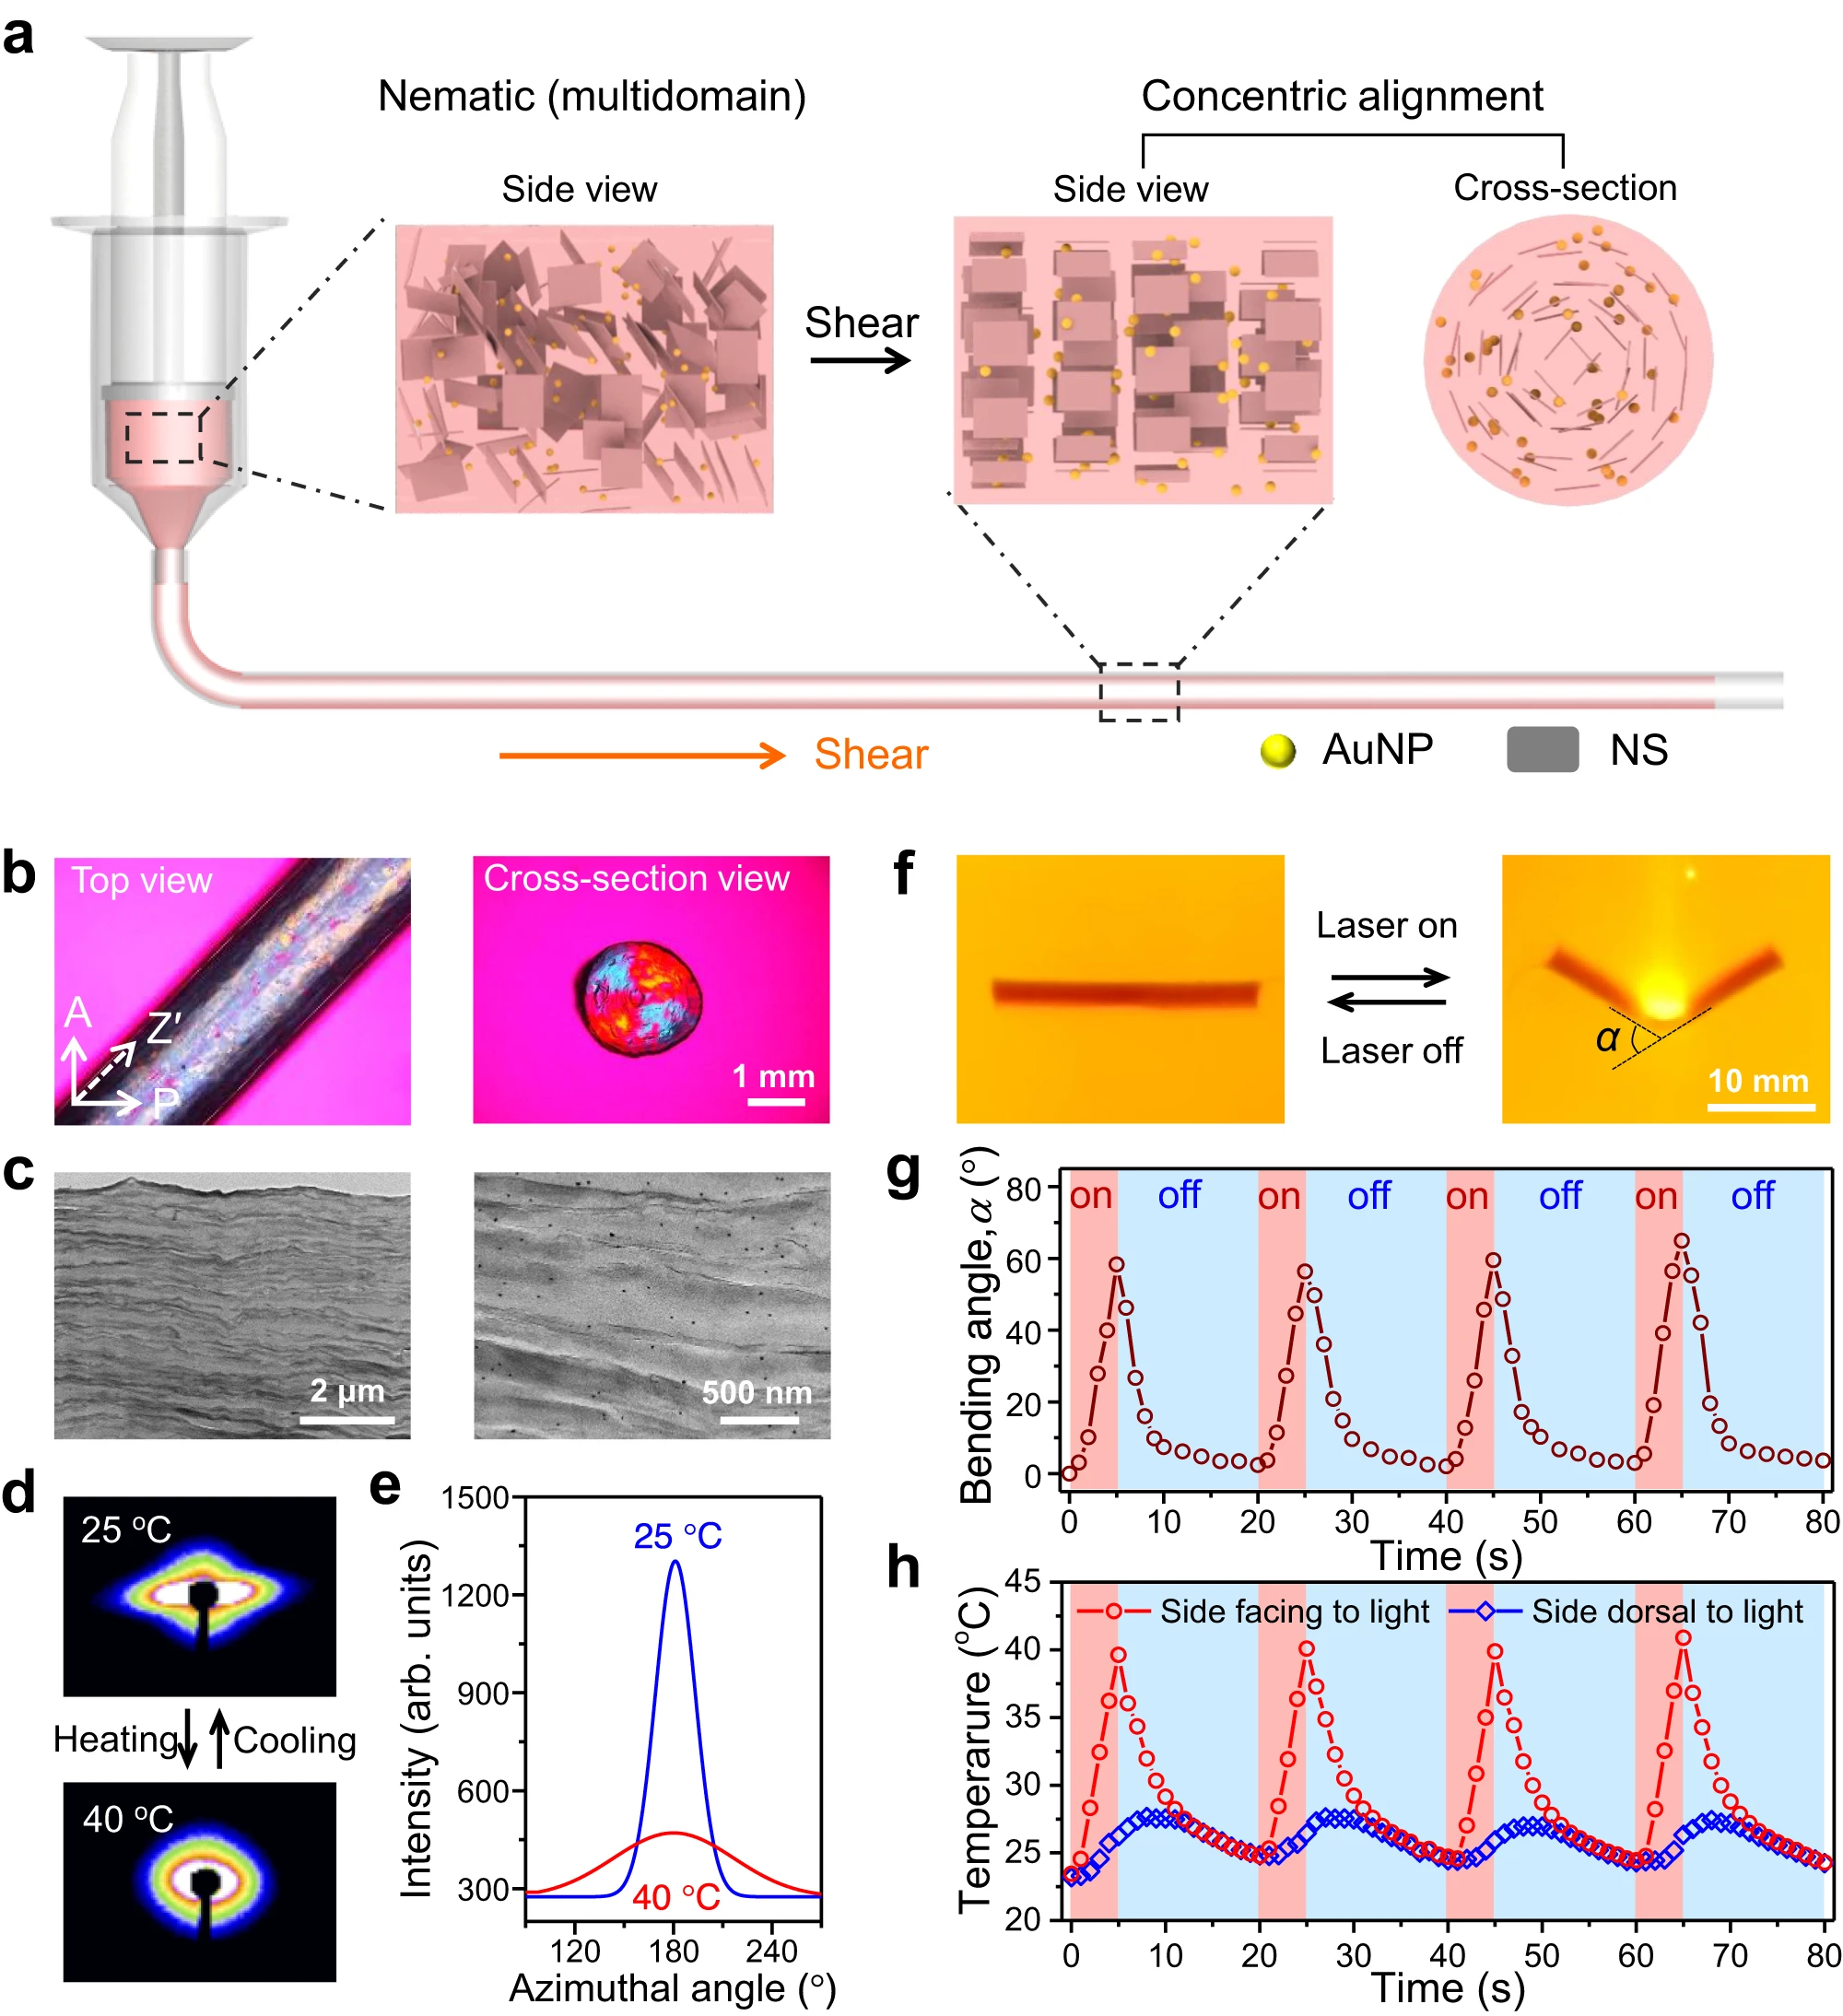 a
Nematic (multidomain)
Concentric alignment
Side view
Side view
Cross-section
Shear
Shear
AuNP
NS
b
Top view
A
Z'
P
Cross-section view
1 mm
c
2 μm
500 nm
d
25 °C
Heating
Cooling
40 °C
e
Intensity (arb. units)
1500
1200
900
600
300
25 °C
40 °C
120 180 240
Azimuthal angle (°)
f
Laser on
Laser off
α
10 mm
g
Bending angle, α (°)
80
60
40
20
0
on off on off on off on off
0 10 20 30 40 50 60 70 80
Time (s)
h
Temperarure (°C)
45
40
35
30
25
20
Side facing to light
Side dorsal to light
0 10 20 30 40 50 60 70 80
Time (s)